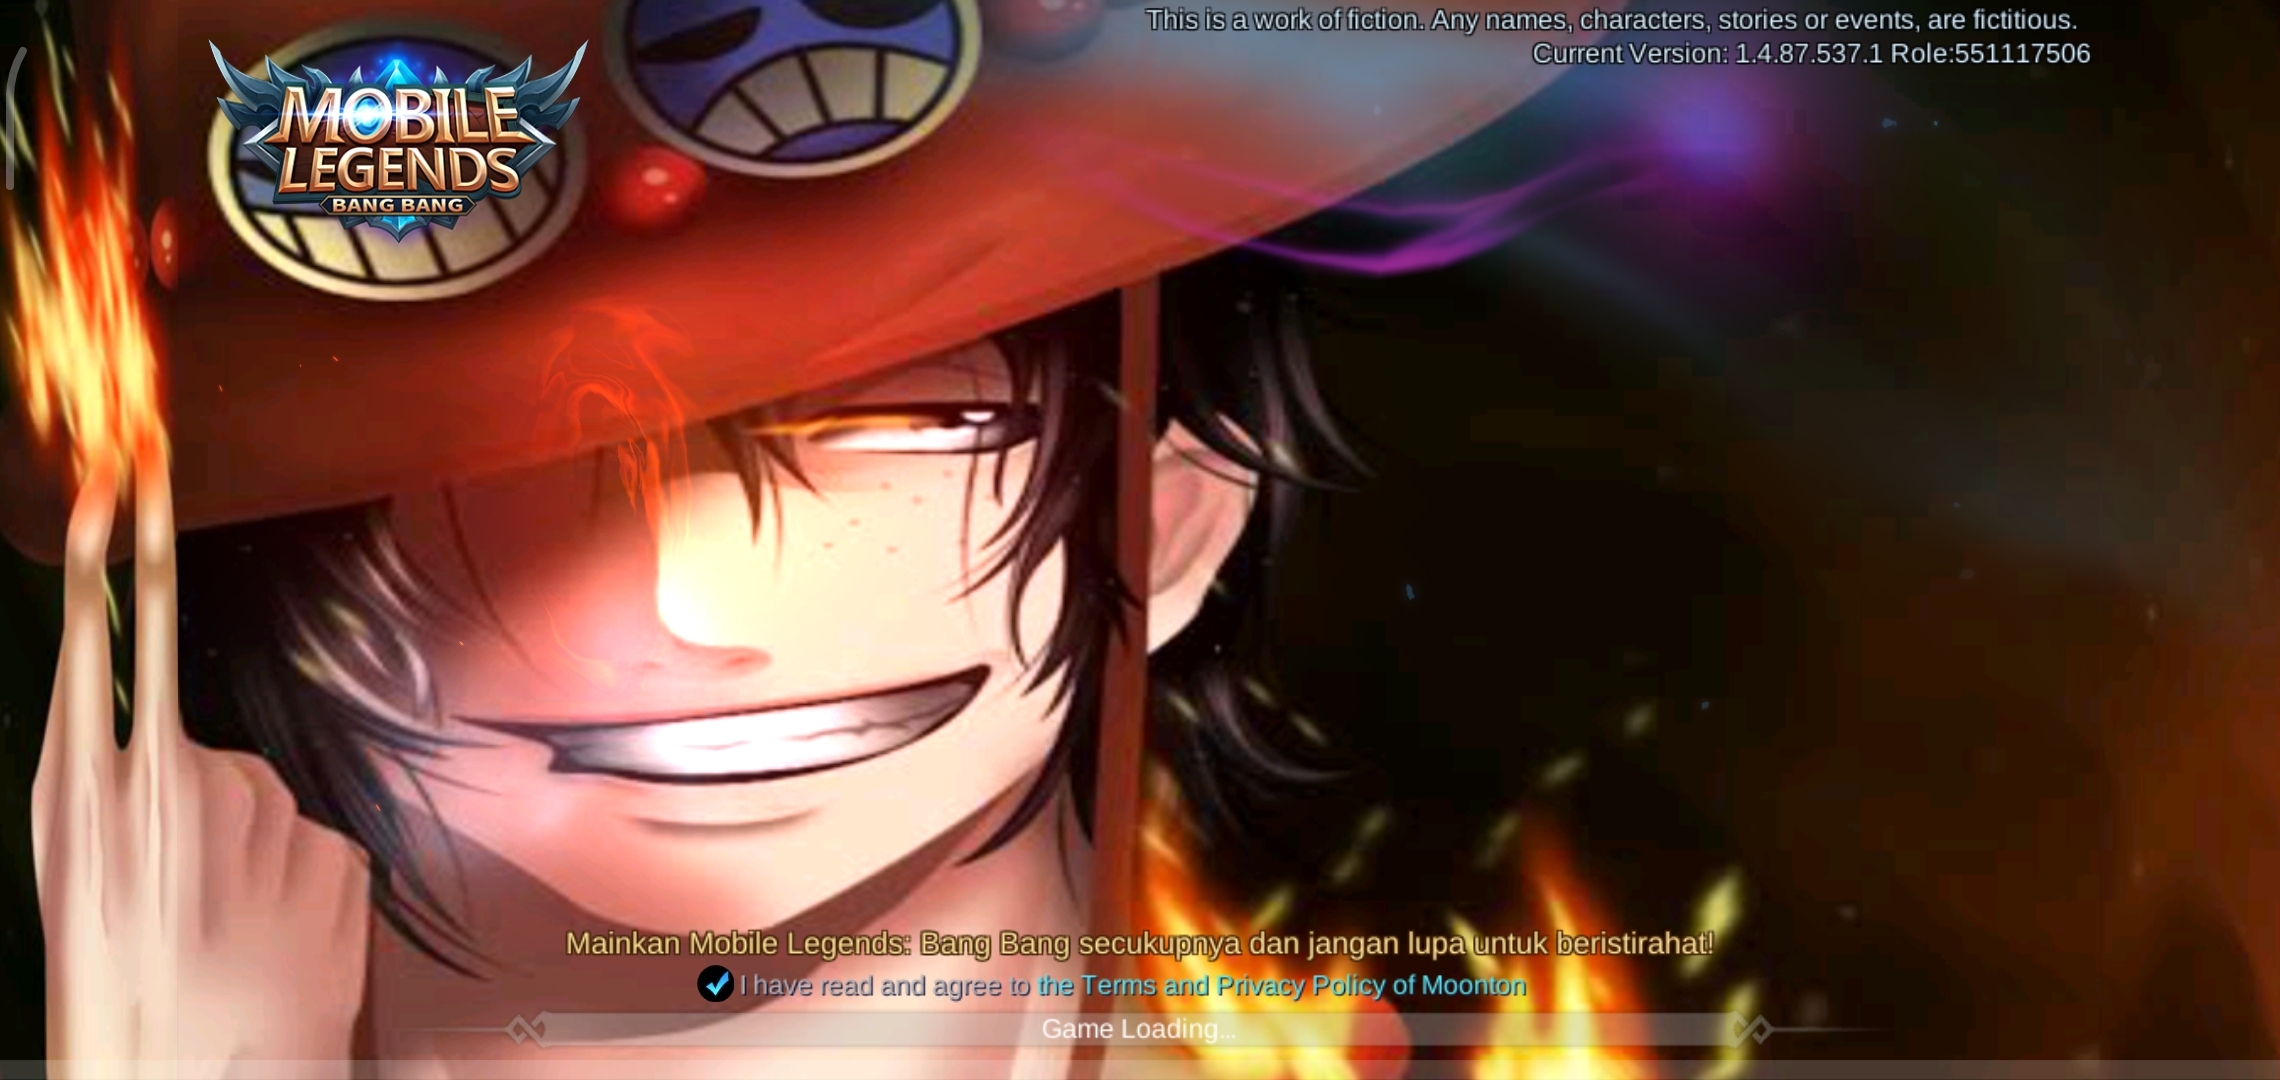 MOBILE
LEGENDS
BANG BANG
This is a work of fiction. Any names, characters, stories or events, are fictitious.
Current Version: 1.4.87.537.1 Role:551117506
Mainkan Mobile Legends: Bang Bang secukupnya dan jangan lupa untuk beristirahat!
I have read and agree to the Terms and Privacy Policy of Moonton
Game Loading...